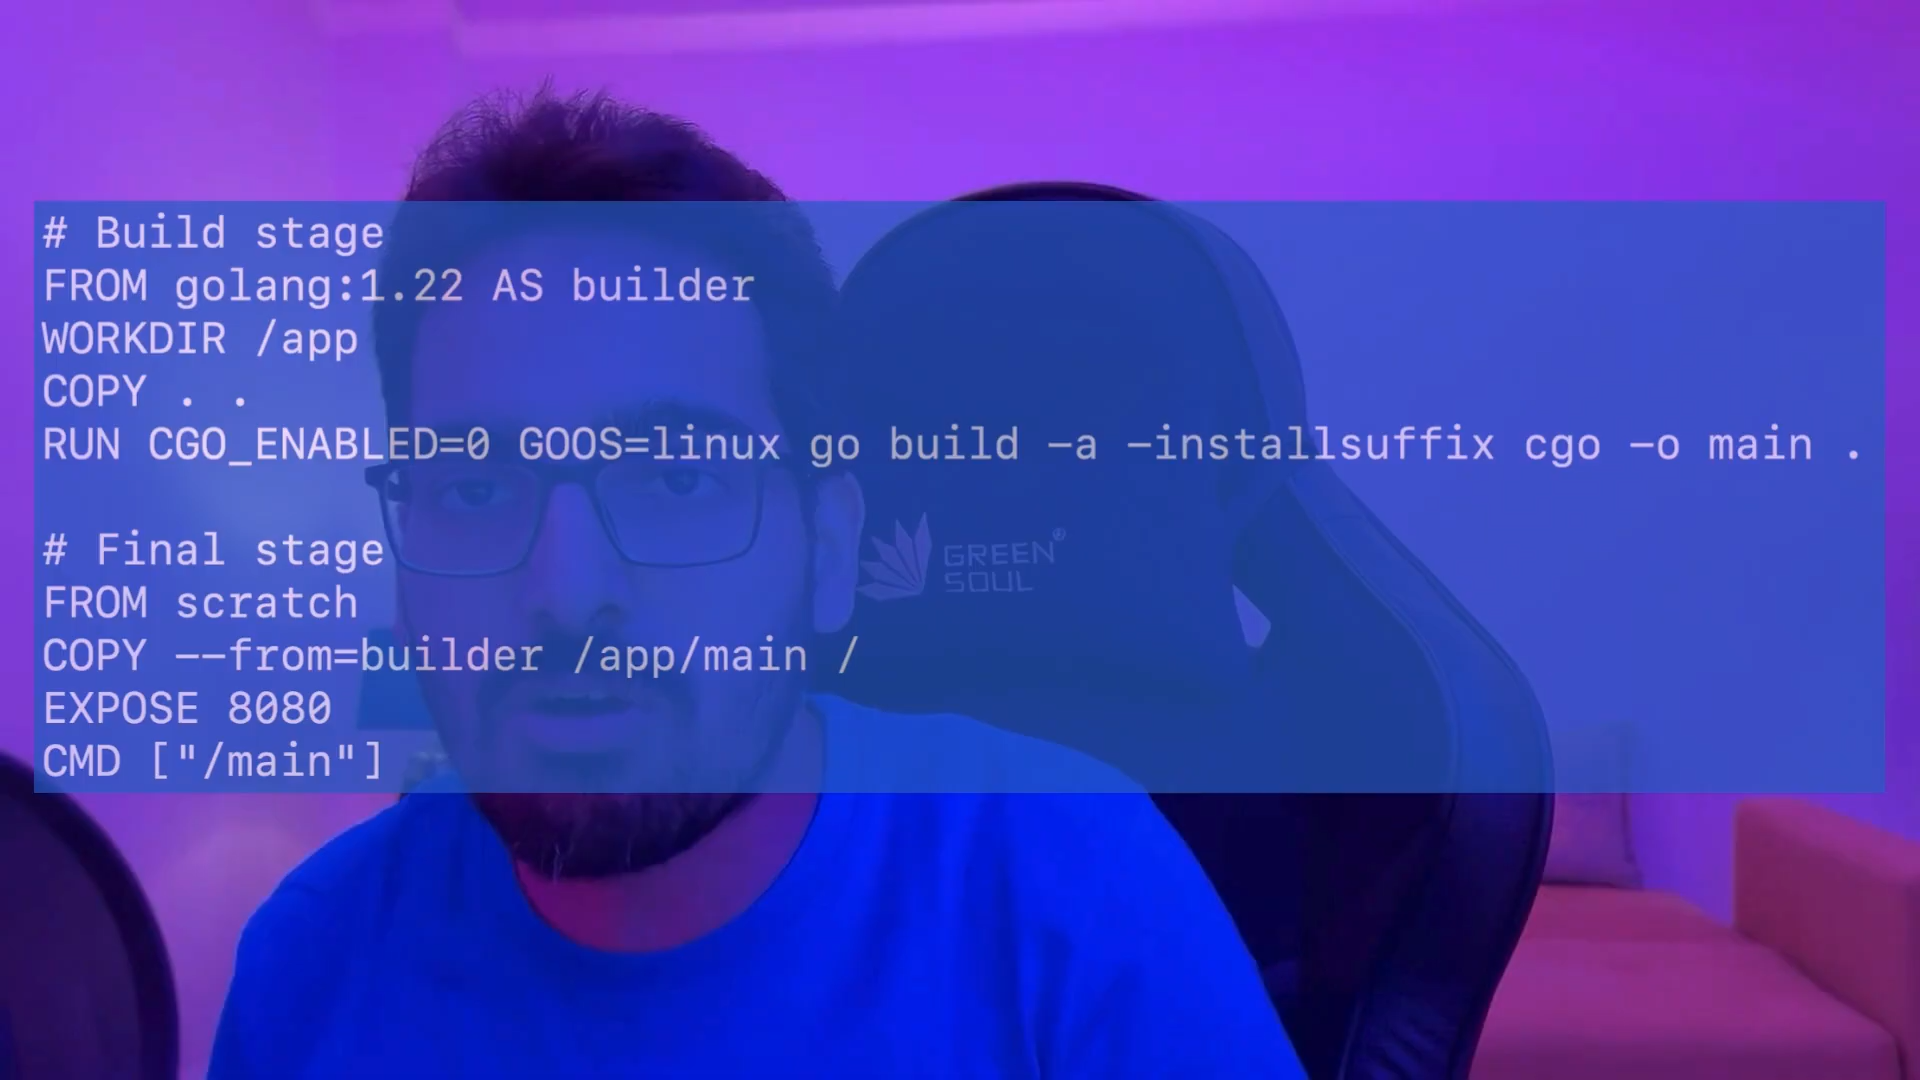 # Build stage
FROM golang:1.22 AS builder
WORKDIR /app
COPY . .
RUN CGO_ENABLED=0 GOOS=linux go build -a -installsuffix cgo -o main .

# Final stage
FROM scratch
COPY --from=builder /app/main /
EXPOSE 8080
CMD ["/main"]
GREEN
SOUL
®